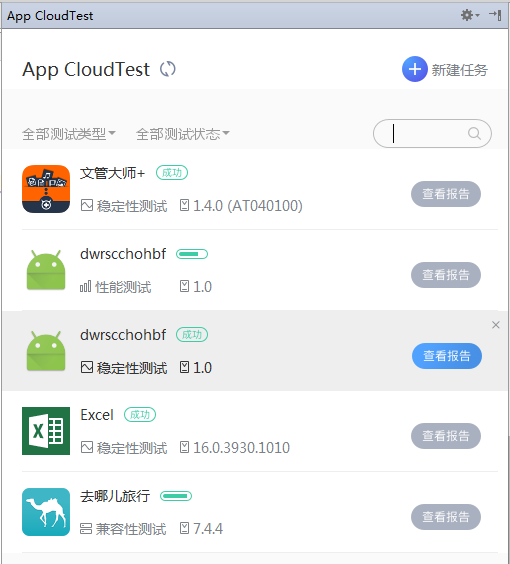 App CloudTest
App CloudTest 新建任务
全部测试类型 全部测试状态
文管大师+ 成功
稳定性测试 1.4.0 (AT040100) 查看报告
dwrscchohbf
性能测试 1.0 查看报告
dwrscchohbf 成功
稳定性测试 1.0 查看报告
Excel 成功
稳定性测试 16.0.3930.1010 查看报告
去哪儿旅行
兼容性测试 7.4.4 查看报告